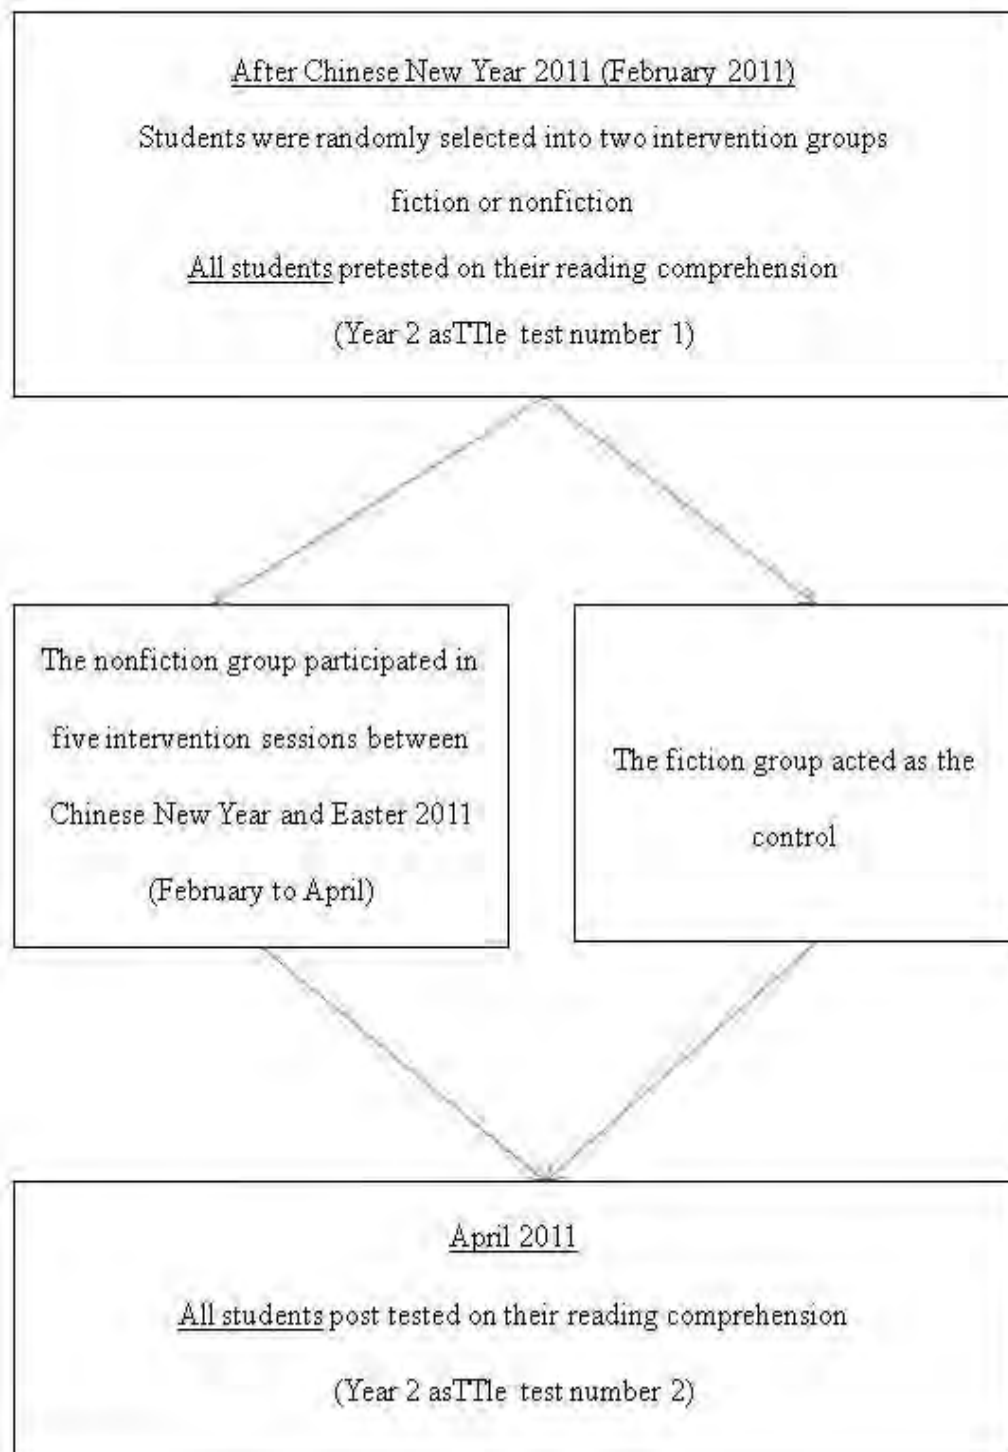 After Chinese New Year 2011 (February 2011)
Students were randomly selected into two intervention groups
fiction or nonfiction
All students pretested on their reading comprehension
(Year 2 asTTle test number 1)
The nonfiction group participated in
five intervention sessions between
Chinese New Year and Easter 2011
(February to April)
The fiction group acted as the
control
April 2011
All students post tested on their reading comprehension
(Year 2 asTTle test number 2)